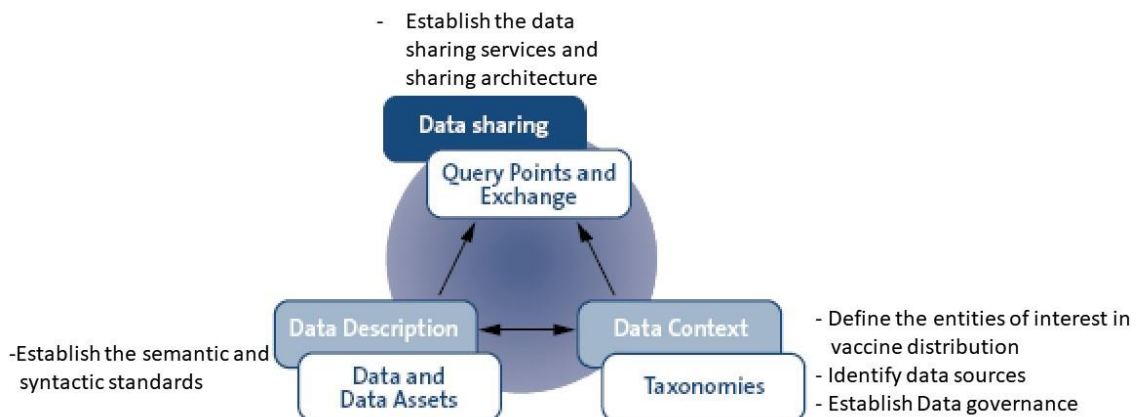 - Establish the data
sharing services and
sharing architecture
Data sharing
Query Points and
Exchange
Data Description
Data Context
-Establish the semantic and
syntactic standards
Data and
Data Assets
Taxonomies
- Define the entities of interest in
vaccine distribution
- Identify data sources
- Establish Data governance